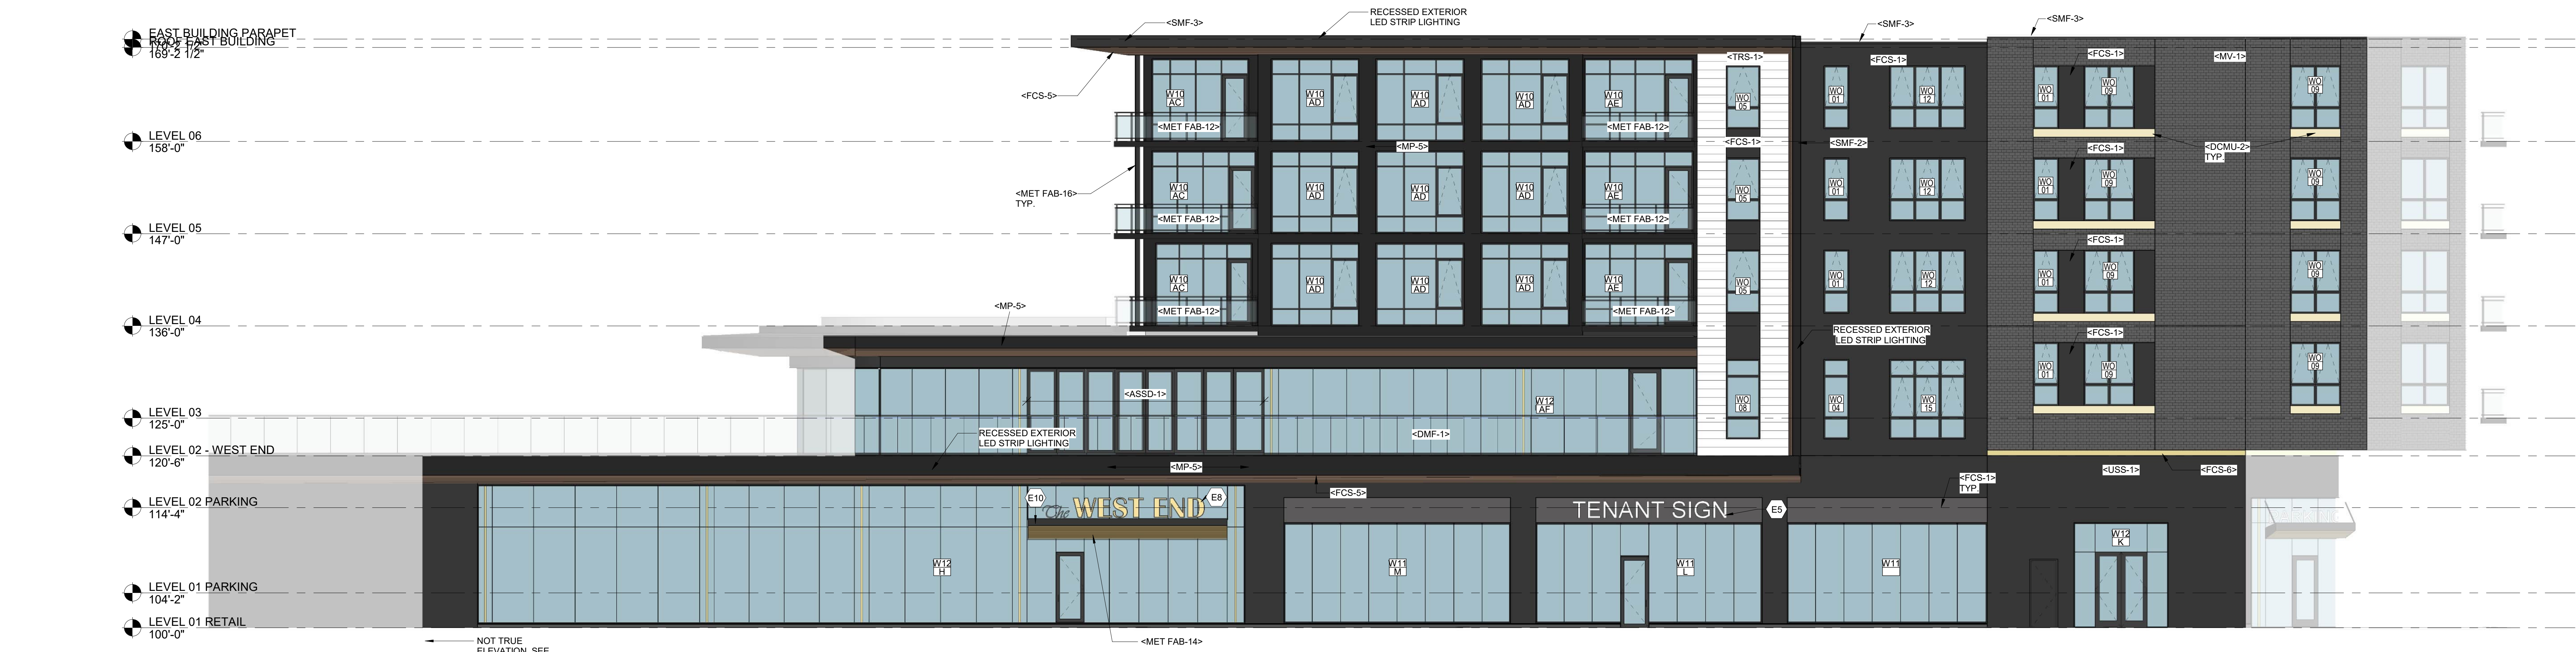 EAST BUILDING PARAPET
ROOF EAST BUILDING
169'-2 1/2"
LEVEL 06
158'-0"
LEVEL 05
147'-0"
LEVEL 04
136'-0"
LEVEL 03
125'-0"
LEVEL 02 - WEST END
120'-6"
LEVEL 02 PARKING
114'-4"
LEVEL 01 PARKING
104'-2"
LEVEL 01 RETAIL
100'-0"
<SMF-3>
RECESSED EXTERIOR
LED STRIP LIGHTING
<SMF-3>
<SMF-3>
<FCS-5>
<TRS-1>
<FCS-1>
<FCS-1>
<MV-1>
W10
AC
W10
AD
W10
AD
W10
AD
W10
AE
WO
05
WO
01
WO
12
WO
01
WO
09
WO
09
<MET FAB-12>
<MET FAB-12>
<MP-5>
<FCS-1>
<SMF-2>
<FCS-1>
<DCMU-2>
TYP.
<MET FAB-16>
TYP.
W10
AC
W10
AD
W10
AD
W10
AD
W10
AE
WO
05
WO
01
WO
12
WO
01
WO
09
WO
09
<MET FAB-12>
<MET FAB-12>
<FCS-1>
W10
AC
W10
AD
W10
AD
W10
AD
W10
AE
WO
05
WO
01
WO
12
WO
01
WO
09
WO
09
<MET FAB-12>
<MET FAB-12>
<MP-5>
RECESSED EXTERIOR
LED STRIP LIGHTING
<FCS-1>
<ASSD-1>
W12
AF
WO
08
WO
04
WO
15
WO
01
WO
09
WO
09
RECESSED EXTERIOR
LED STRIP LIGHTING
<DMF-1>
<MP-5>
<FCS-5>
<FCS-1>
TYP.
<USS-1>
<FCS-6>
E10
The WEST END
E8
TENANT SIGN
E5
W12
H
W11
M
W11
L
W11
W12
K
<MET FAB-14>
NOT TRUE
ELEVATION, SEE